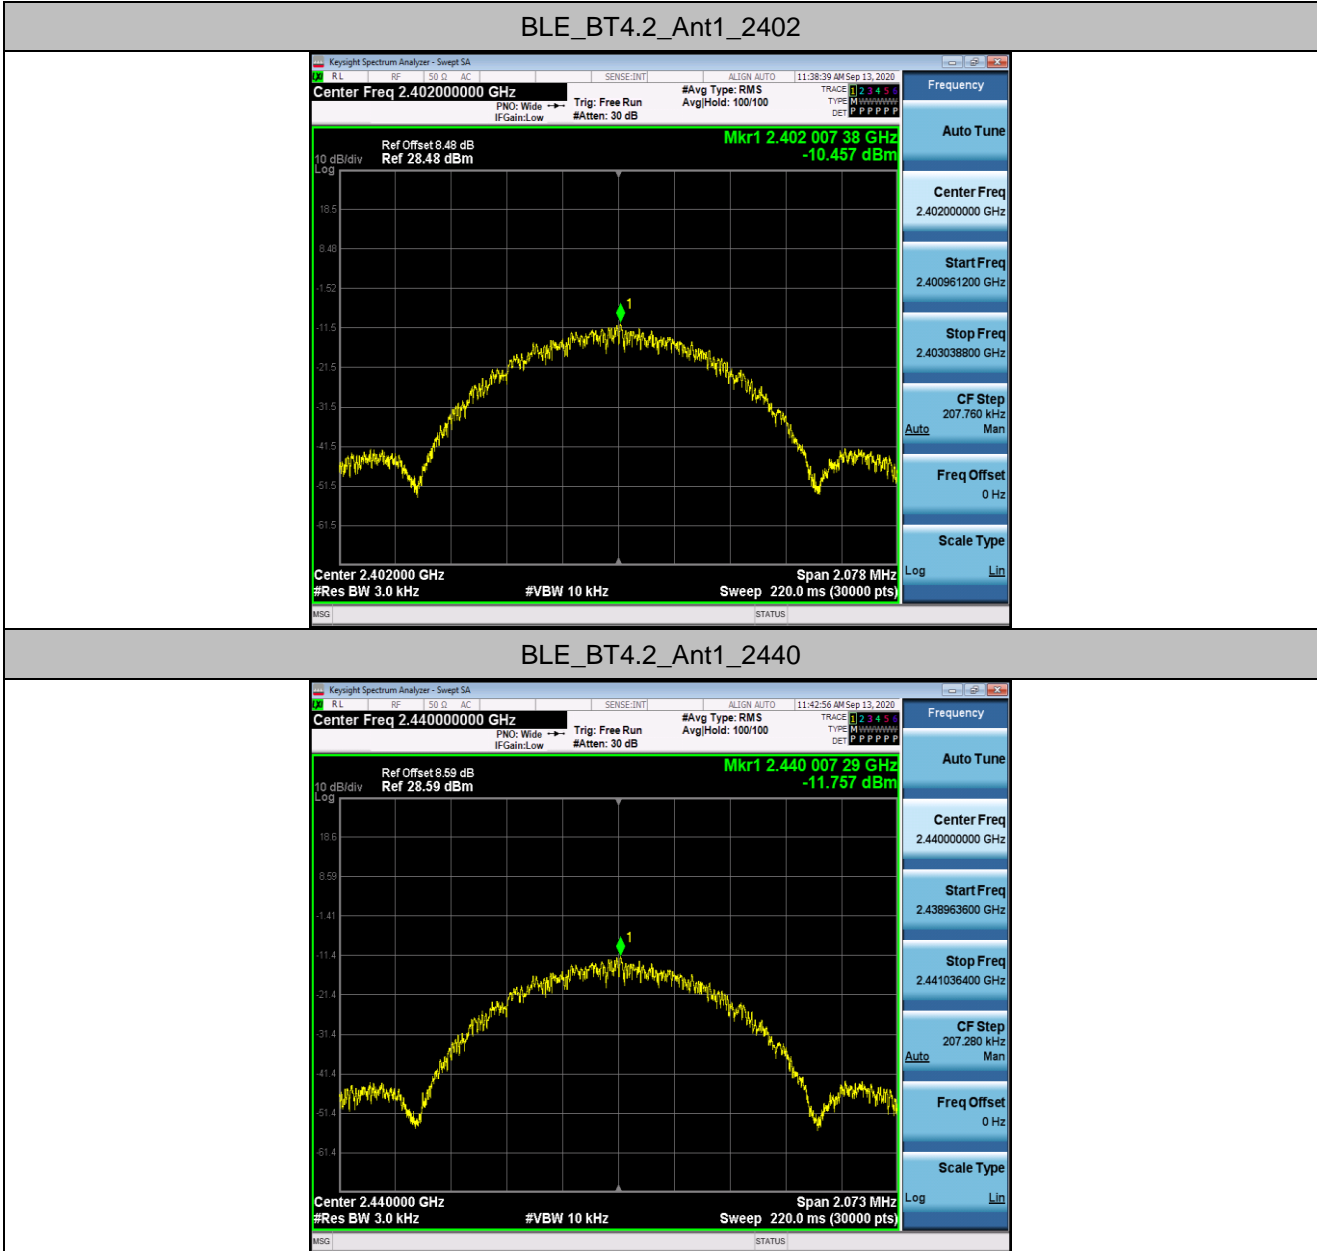 BLE_BT4.2_Ant1_2402
Keysight Spectrum Analyzer - Swept SA
LXI RL RF 50 Ω AC SENSE:INT ALIGN AUTO 11:38:39 AM Sep 13, 2020
Center Freq 2.402000000 GHz
PNO: Wide
IFGain:Low
Trig: Free Run
#Atten: 30 dB
#Avg Type: RMS
Avg|Hold: 100/100
TRACE 1 2 3 4 5 6
TYPE M WWWWW
DET P P P P P P
Frequency
Mkr1 2.402 007 38 GHz
-10.457 dBm
Ref Offset 8.48 dB
10 dB/div Ref 28.48 dBm
Log
18.5
8.48
-1.52
-11.5
-21.5
-31.5
-41.5
-51.5
-61.5
1
Center 2.402000 GHz Span 2.078 MHz
#Res BW 3.0 kHz #VBW 10 kHz Sweep 220.0 ms (30000 pts)
Auto Tune
Center Freq
2.402000000 GHz
Start Freq
2.400961200 GHz
Stop Freq
2.403038800 GHz
CF Step
207.760 kHz
Auto Man
Freq Offset
0 Hz
Scale Type
Log Lin
MSG STATUS
BLE_BT4.2_Ant1_2440
Keysight Spectrum Analyzer - Swept SA
LXI RL RF 50 Ω AC SENSE:INT ALIGN AUTO 11:42:56 AM Sep 13, 2020
Center Freq 2.440000000 GHz
PNO: Wide
IFGain:Low
Trig: Free Run
#Atten: 30 dB
#Avg Type: RMS
Avg|Hold: 100/100
TRACE 1 2 3 4 5 6
TYPE M WWWWW
DET P P P P P P
Frequency
Mkr1 2.440 007 29 GHz
-11.757 dBm
Ref Offset 8.59 dB
10 dB/div Ref 28.59 dBm
Log
18.6
8.59
-1.41
-11.4
-21.4
-31.4
-41.4
-51.4
-61.4
1
Center 2.440000 GHz Span 2.073 MHz
#Res BW 3.0 kHz #VBW 10 kHz Sweep 220.0 ms (30000 pts)
Auto Tune
Center Freq
2.440000000 GHz
Start Freq
2.438963600 GHz
Stop Freq
2.441036400 GHz
CF Step
207.280 kHz
Auto Man
Freq Offset
0 Hz
Scale Type
Log Lin
MSG STATUS